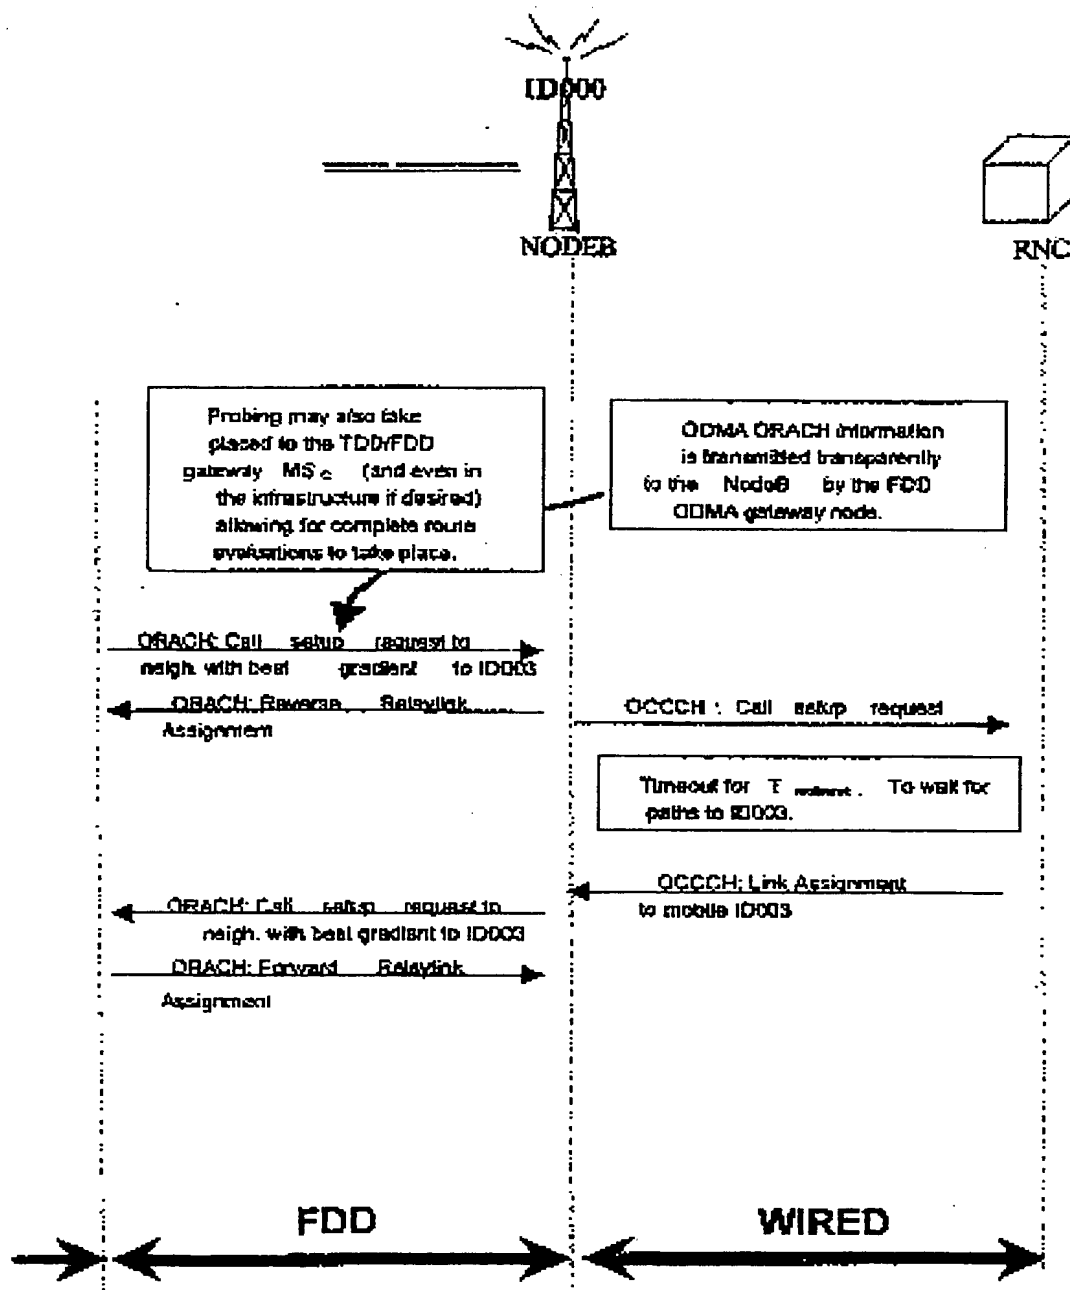 ID000
NODEB
RNC
Probing may also take
placed to the TDD/FDD
gateway MS c (and even in
the infrastructure if desired)
allowing for complete route
evaluations to take place.
ODMA ORACH information
is transmitted transparently
to the NodeB by the FDD
ODMA gateway node.
ORACH: Call setup request to
neigh. with best gradient to ID003
ORACH: Reverse Relaylink
Assignment
OCCCH : Call setup request
Timeout for T . To wait for
paths to ID003.
OCCCH: Link Assignment
to mobile ID003
ORACH: Call setup request to
neigh. with best gradient to ID003
ORACH: Forward Relaylink
Assignment
FDD
WIRED